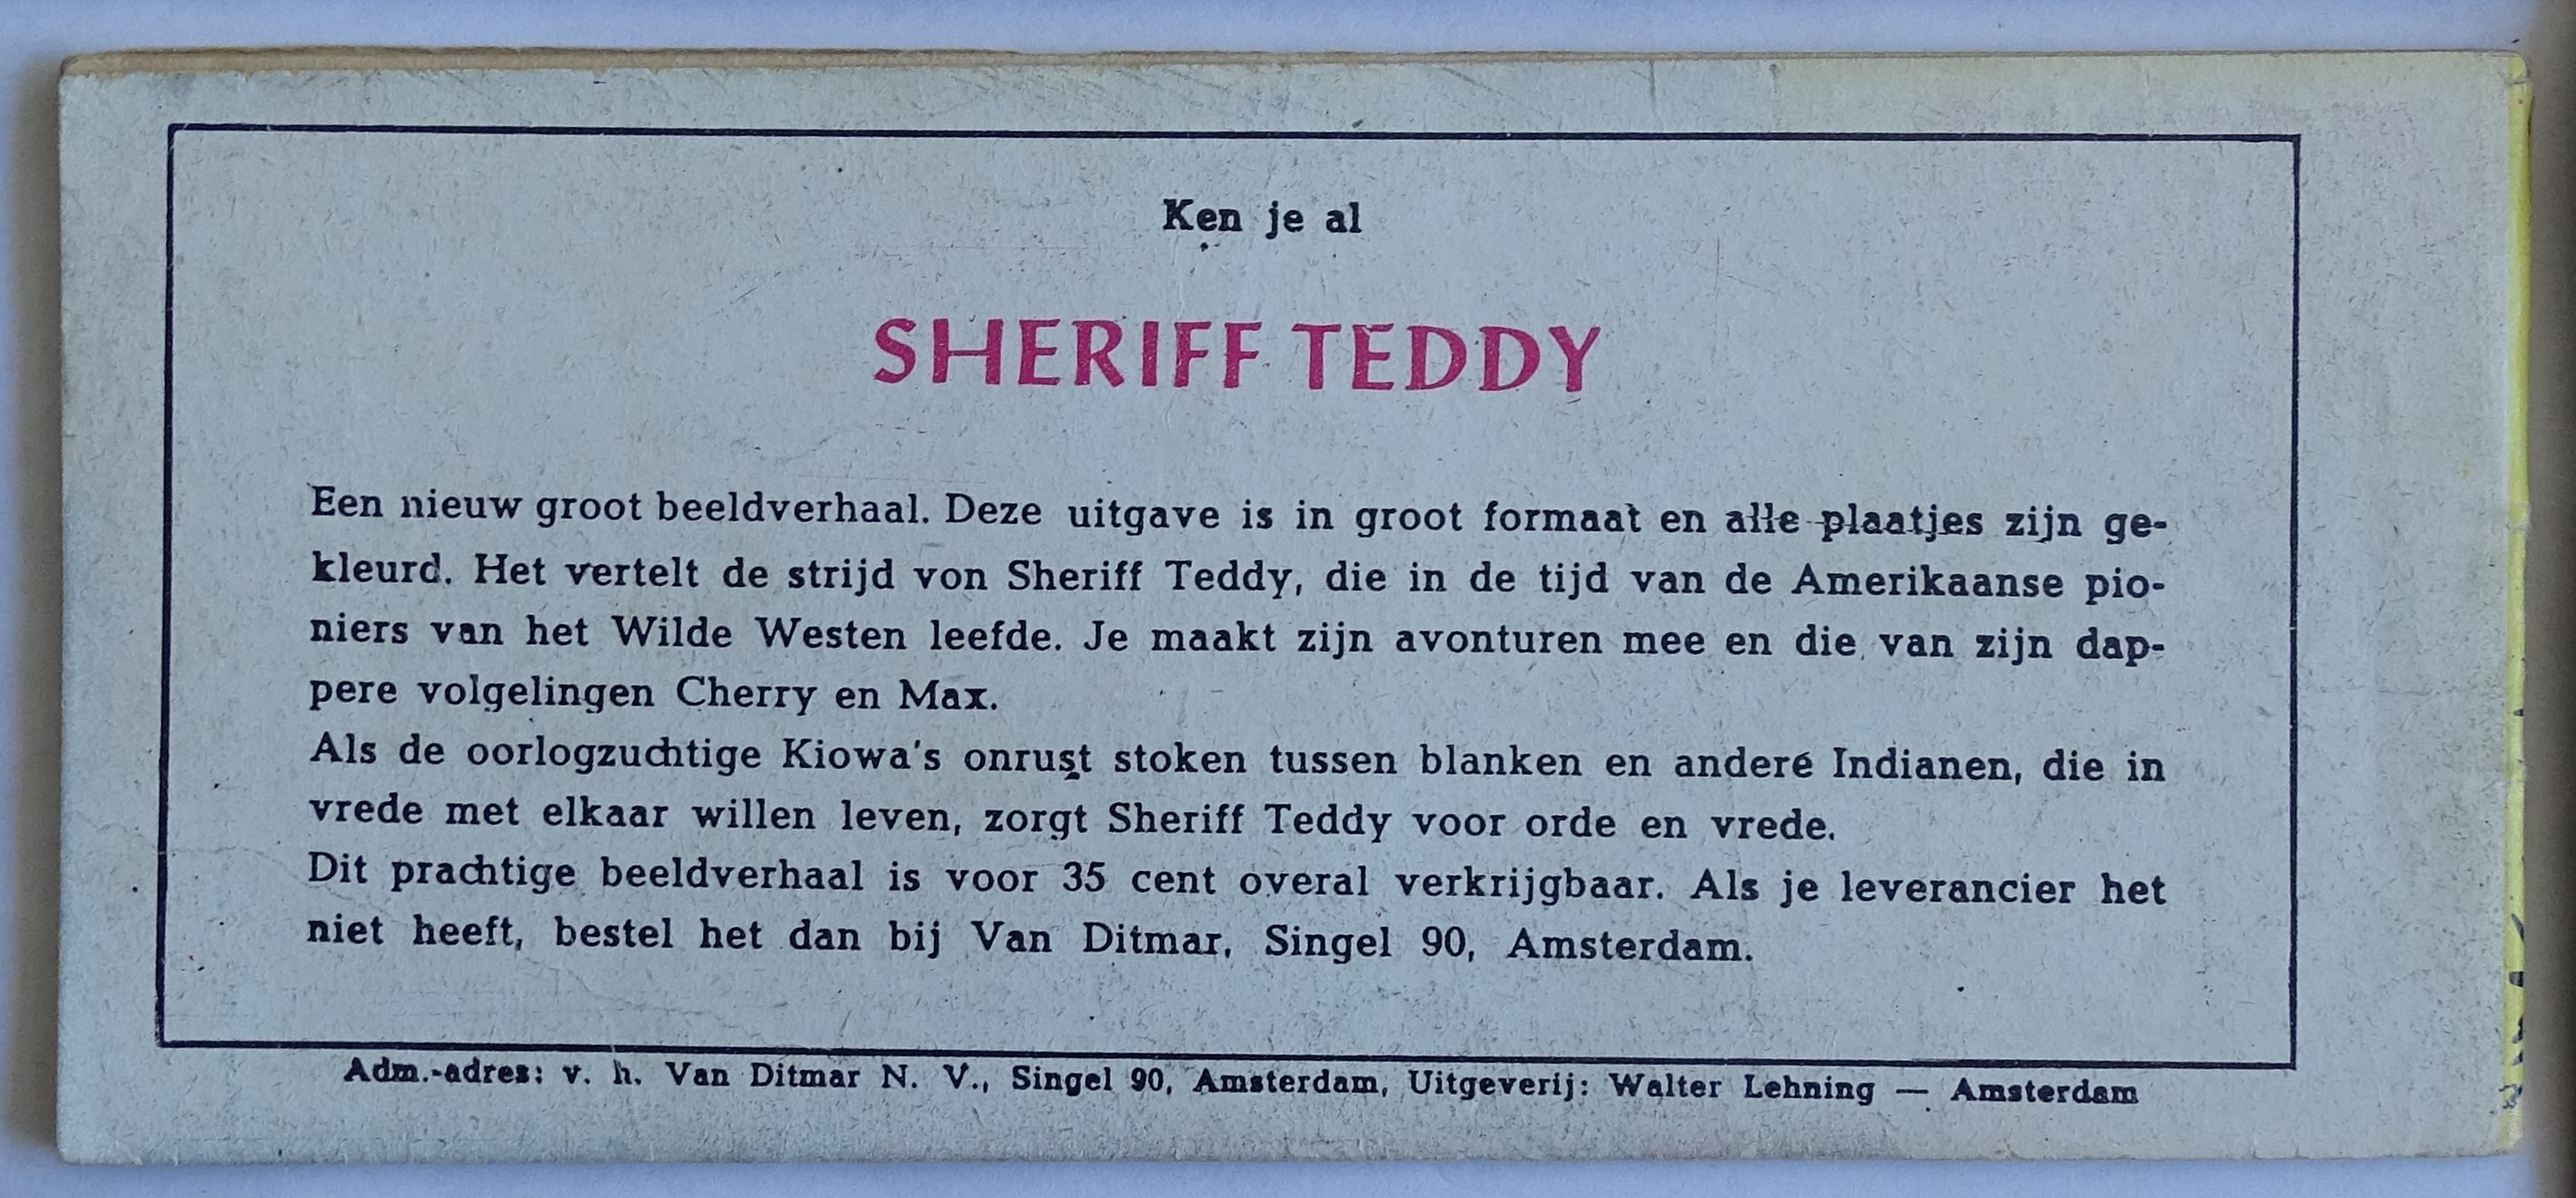 Ken je al
SHERIFF TEDDY
Een nieuw groot beeldverhaal. Deze uitgave is in groot formaat en alle plaatjes zijn ge-
kleurd. Het vertelt de strijd von Sheriff Teddy, die in de tijd van de Amerikaanse pio-
niers van het Wilde Westen leefde. Je maakt zijn avonturen mee en die van zijn dap-
pere volgelingen Cherry en Max.
Als de oorlogzuchtige Kiowa's onrust stoken tussen blanken en andere Indianen, die in
vrede met elkaar willen leven, zorgt Sheriff Teddy voor orde en vrede.
Dit prachtige beeldverhaal is voor 35 cent overal verkrijgbaar. Als je leverancier het
niet heeft, bestel het dan bij Van Ditmar, Singel 90, Amsterdam.
Adm.-adres: v. h. Van Ditmar N. V., Singel 90, Amsterdam, Uitgeverij: Walter Lehning — Amsterdam